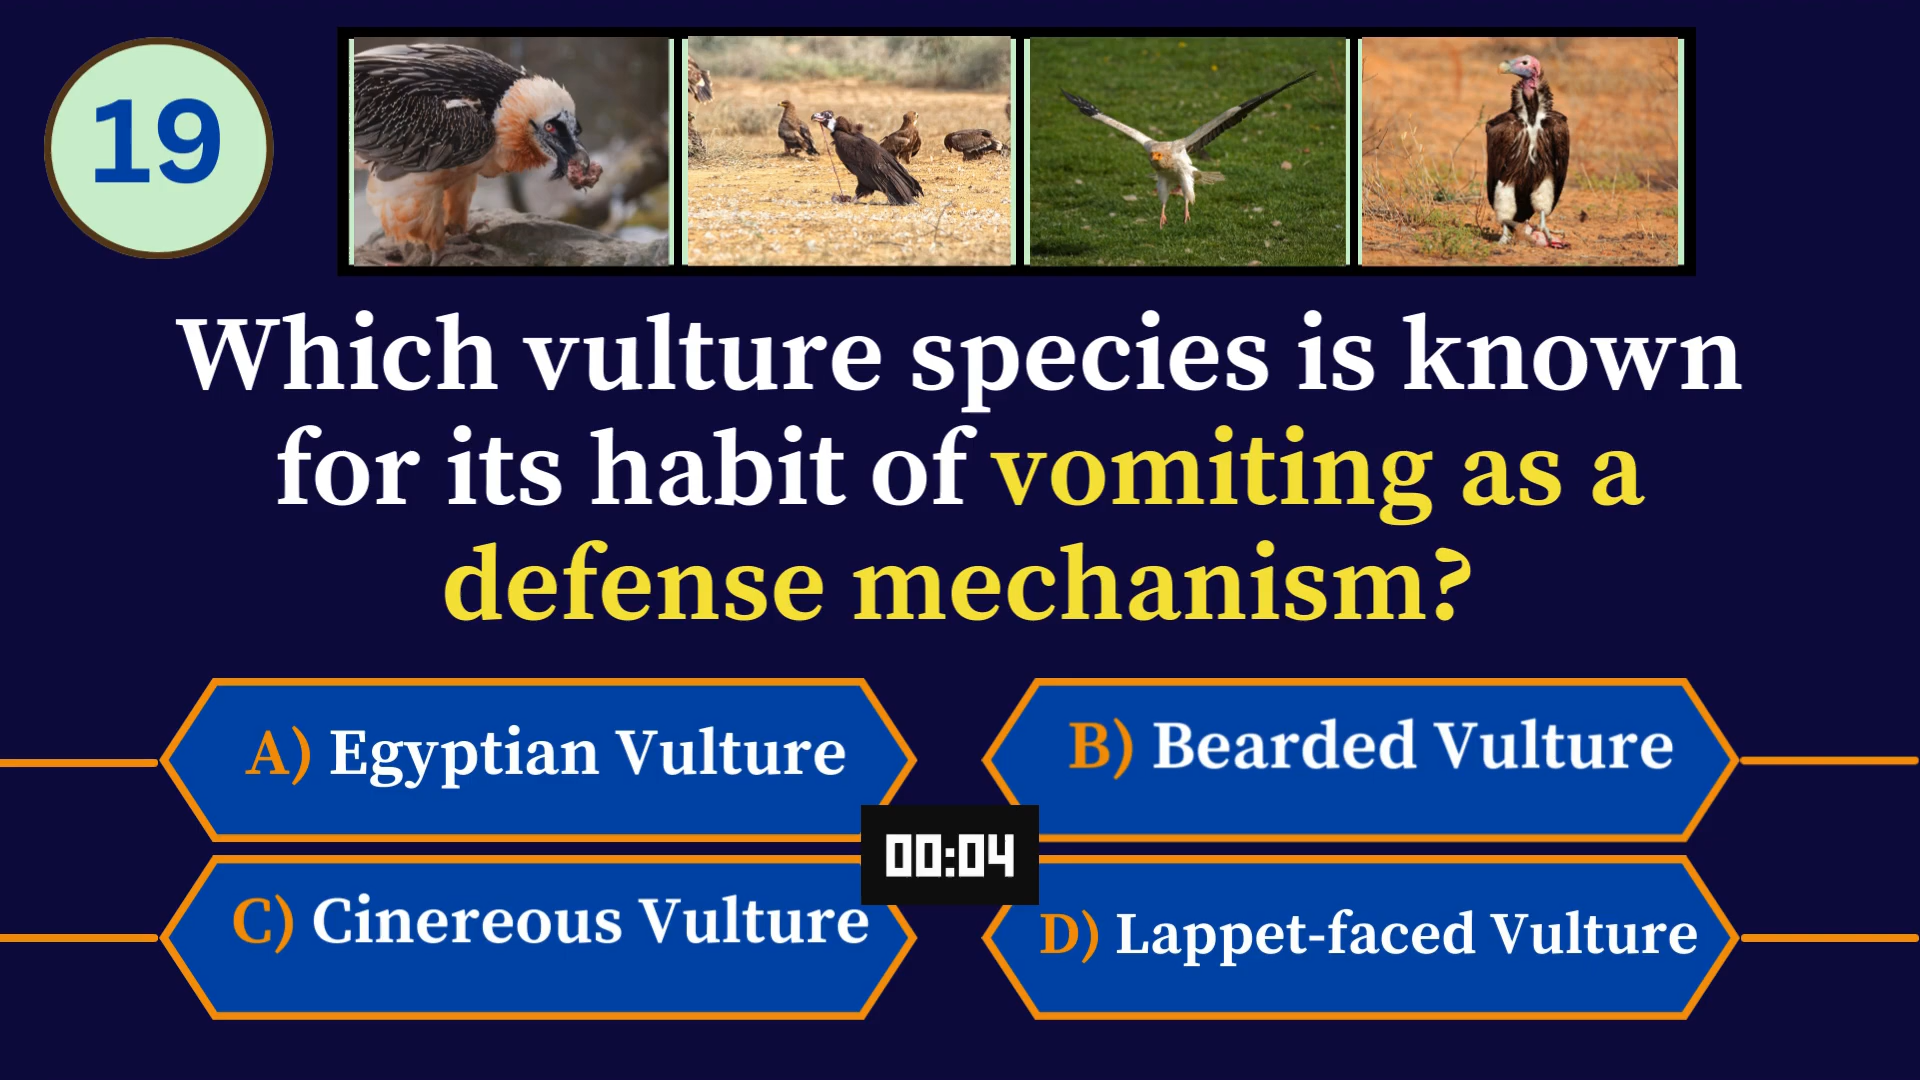 19
Which vulture species is known
for its habit of vomiting as a
defense mechanism?
A) Egyptian Vulture
B) Bearded Vulture
00:04
C) Cinereous Vulture
D) Lappet-faced Vulture